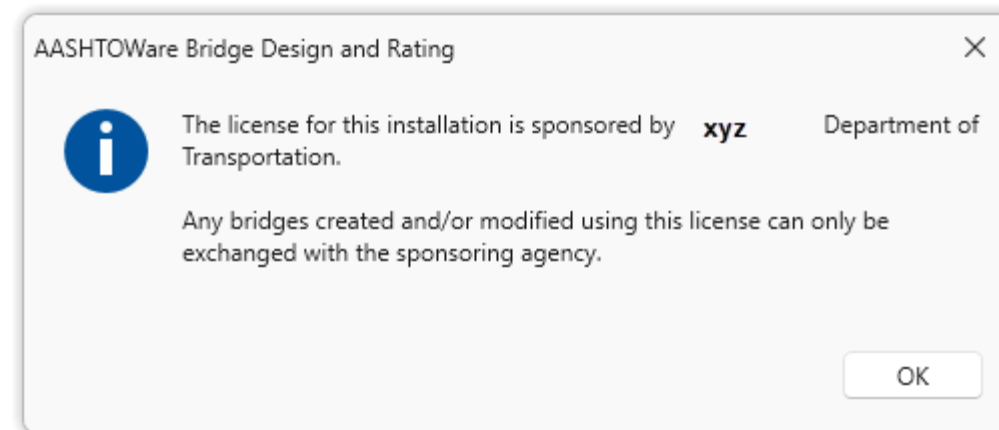 AASHTOWare Bridge Design and Rating
The license for this installation is sponsored by xyz Department of
Transportation.
Any bridges created and/or modified using this license can only be
exchanged with the sponsoring agency.
OK